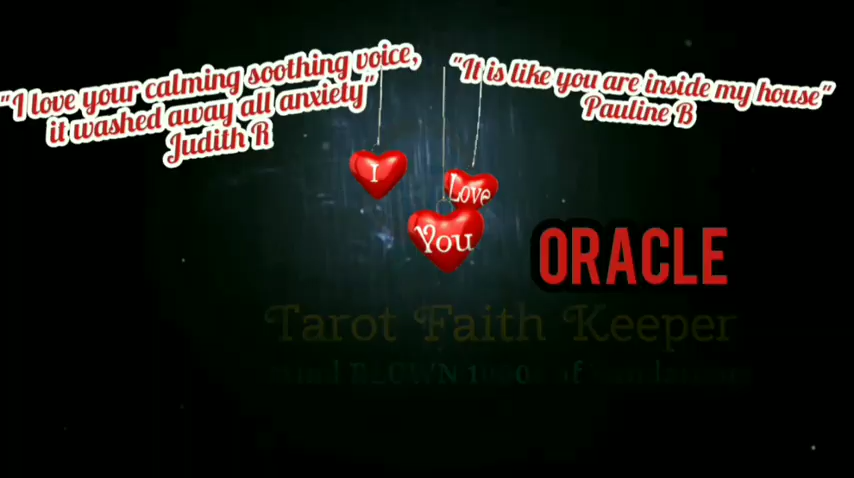 "I love your calming soothing voice,
it washed away all anxiety"
Judith R
"It is like you are inside my house"
Pauline B
I
Love
You
ORACLE
Tarot Faith Keeper